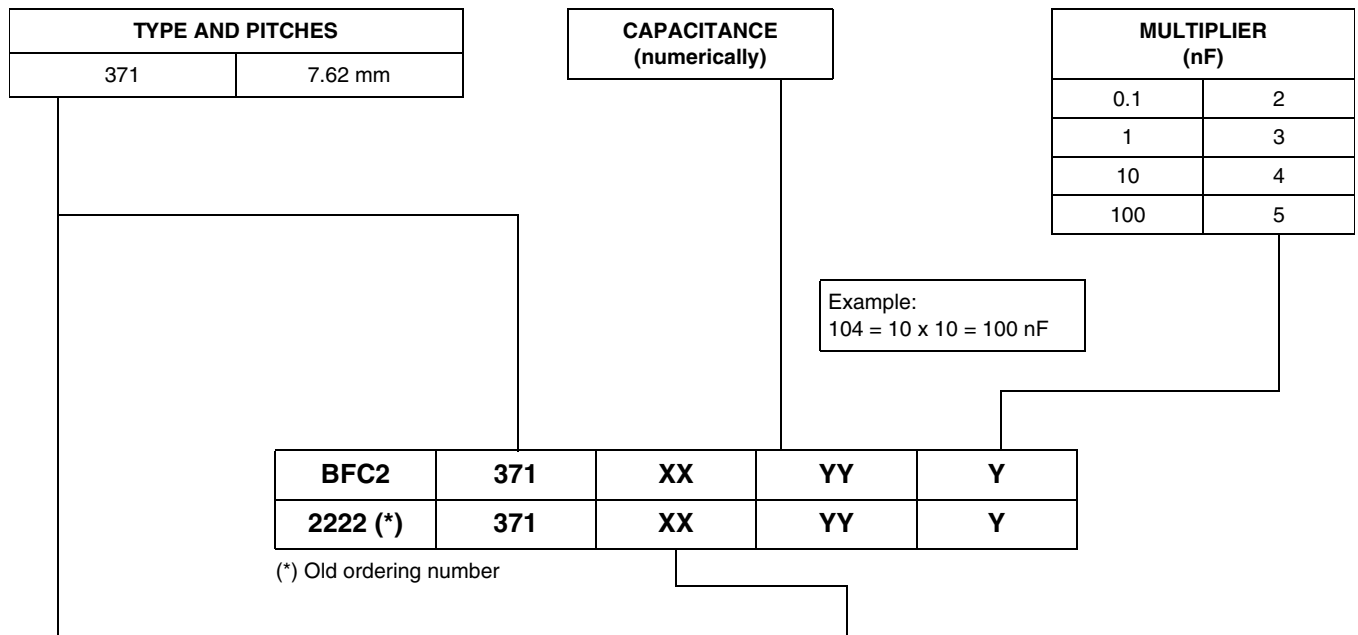 TYPE AND PITCHES
371 7.62 mm
CAPACITANCE
(numerically)
MULTIPLIER
(nF)
0.1 2
1 3
10 4
100 5
Example:
104 = 10 x 10 = 100 nF
BFC2 371 XX YY Y
2222 (*) 371 XX YY Y
(*) Old ordering number